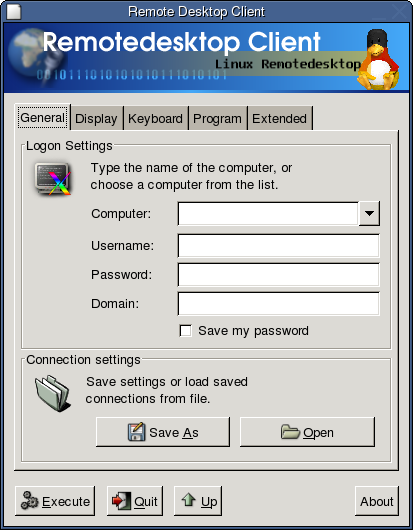 Remote Desktop Client
Remotedesktop Client
Linux Remotedesktop
General Display Keyboard Program Extended
Logon Settings
Type the name of the computer, or
choose a computer from the list.
Computer:
Username:
Password:
Domain:
Save my password
Connection settings
Save settings or load saved
connections from file.
Save As Open
Execute Quit Up About